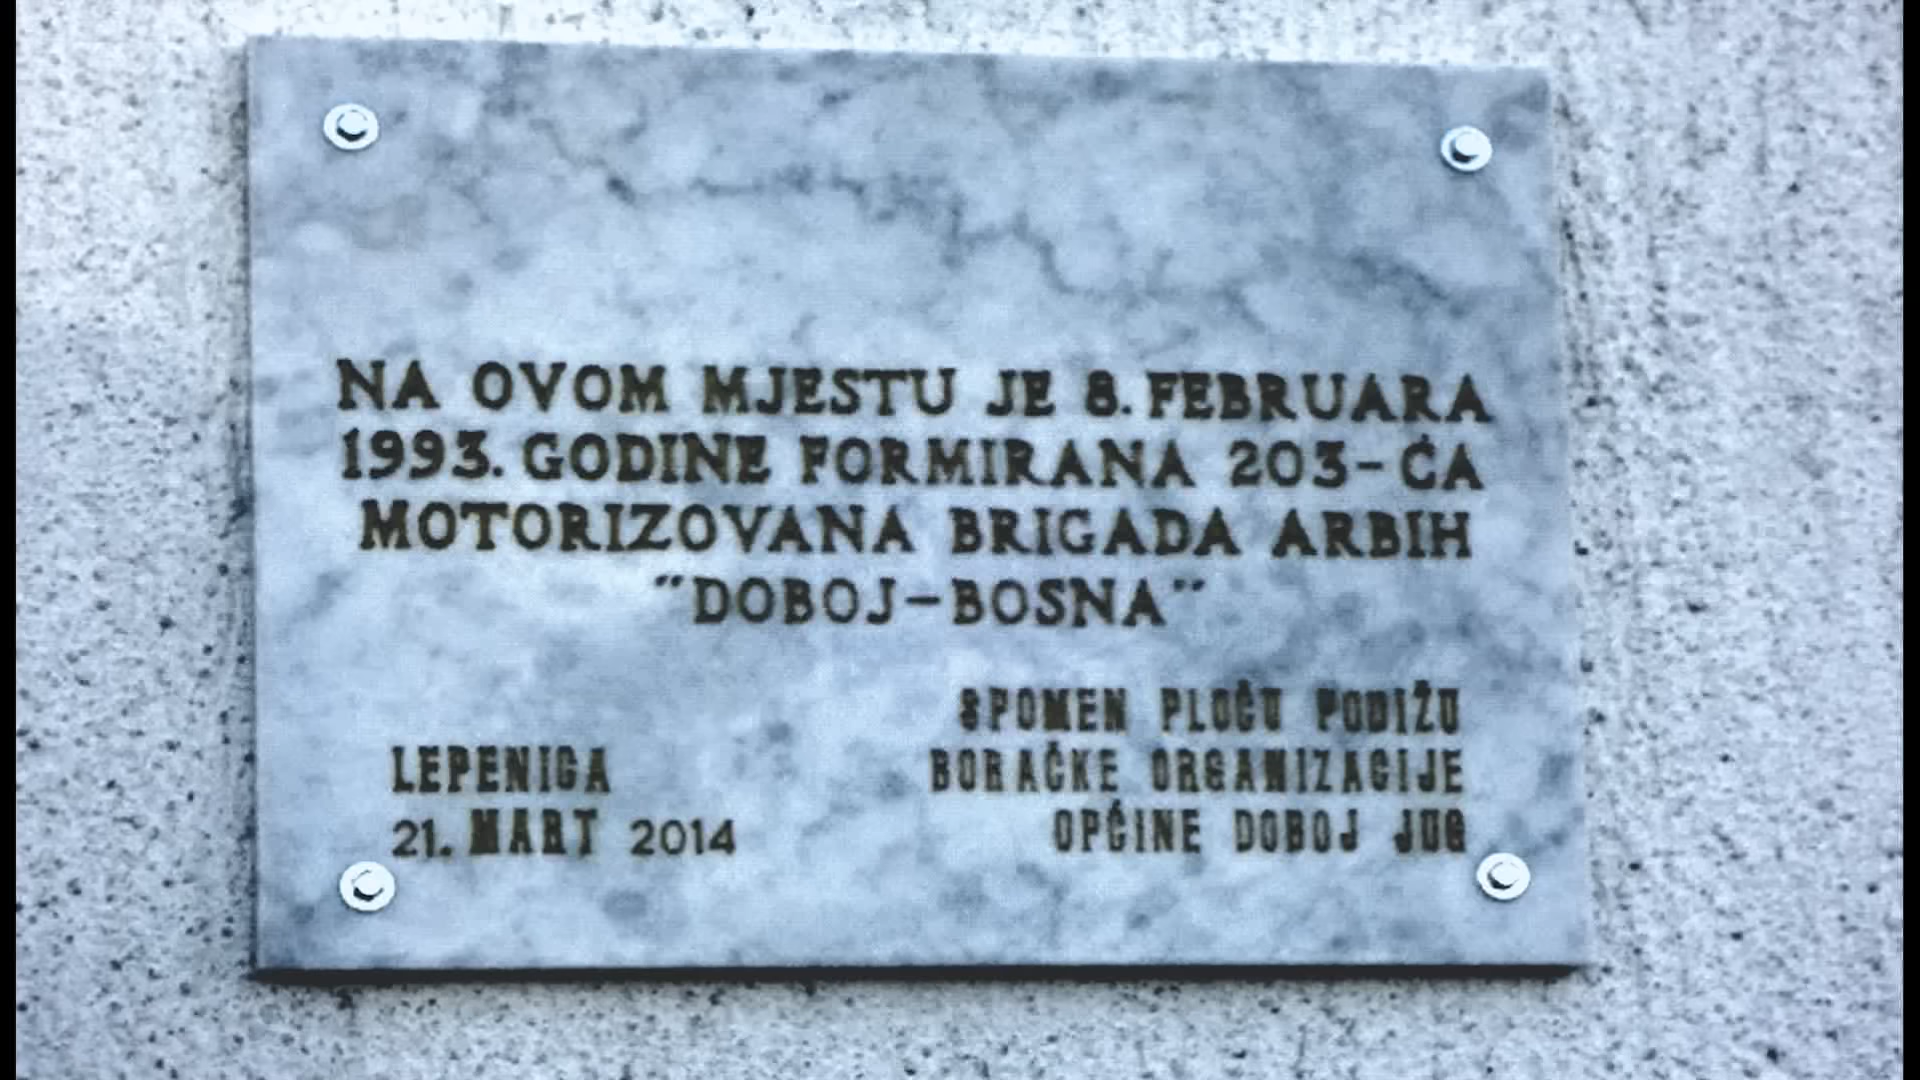 NA OVOM MJESTU JE 8. FEBRUARA
1993. GODINE FORMIRANA 203-ĆA
MOTORIZOVANA BRIGADA ARBIH
"DOBOJ-BOSNA"
SPOMEN PLOČU PODIŽU
BORAČKE ORGANIZACIJE
OPĆINE DOBOJ JUG
LEPENICA
21. MART 2014